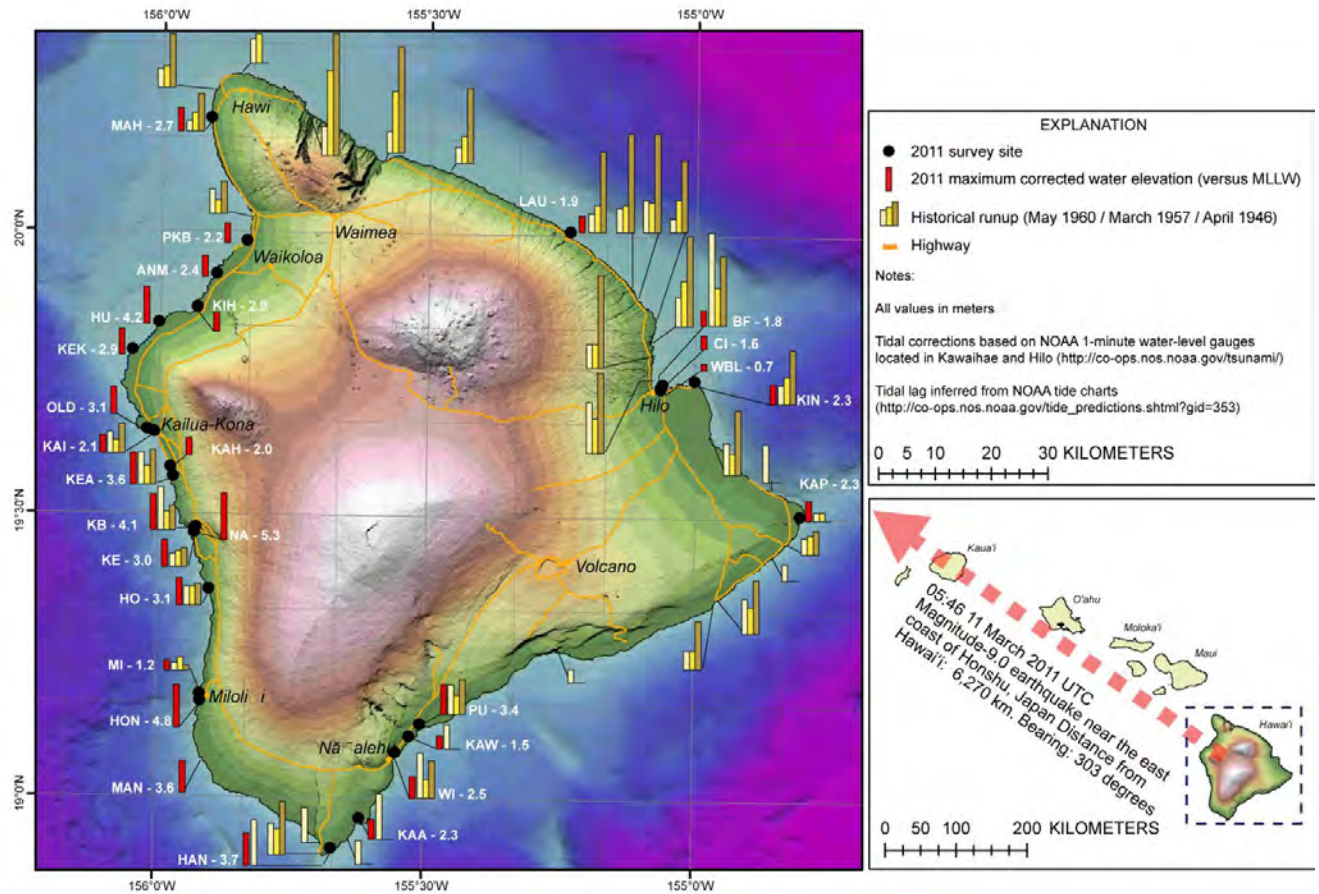 156°0'W
155°30'W
155°0'W
Hawi
MAH - 2.7
LAU - 1.9
20°0'N
PKB - 2.2
Waimea
Waikoloa
ANM - 2.4
KIH - 2.9
HU - 4.2
KEK - 2.9
BF - 1.8
CI - 1.6
WBL - 0.7
KIN - 2.3
Hilo
OLD - 3.1
Kailua-Kona
KAI - 2.1
KAH - 2.0
KEA - 3.6
KAP - 2.3
19°30'N
KB - 4.1
NA - 5.3
KE - 3.0
Volcano
HO - 3.1
MI - 1.2
Miloli i
HON - 4.8
PU - 3.4
KAW - 1.5
Nā alehu
MAN - 3.6
WI - 2.5
19°0'N
KAA - 2.3
HAN - 3.7
156°0'W
155°30'W
155°0'W
EXPLANATION
2011 survey site
2011 maximum corrected water elevation (versus MLLW)
Historical runup (May 1960 / March 1957 / April 1946)
Highway
Notes:
All values in meters
Tidal corrections based on NOAA 1-minute water-level gauges
located in Kawaihae and Hilo (http://co-ops.nos.noaa.gov/tsunami/)
Tidal lag inferred from NOAA tide charts
(http://co-ops.nos.noaa.gov/tide_predictions.shtml?gid=353)
0 5 10 20 30 KILOMETERS
Kaua'i
O'ahu
Moloka'i
Maui
Hawai'i
05:46 11 March 2011 UTC
Magnitude-9.0 earthquake near the east
coast of Honshu, Japan Distance from
Hawai'i: 6,270 km. Bearing: 303 degrees
0 50 100 200 KILOMETERS